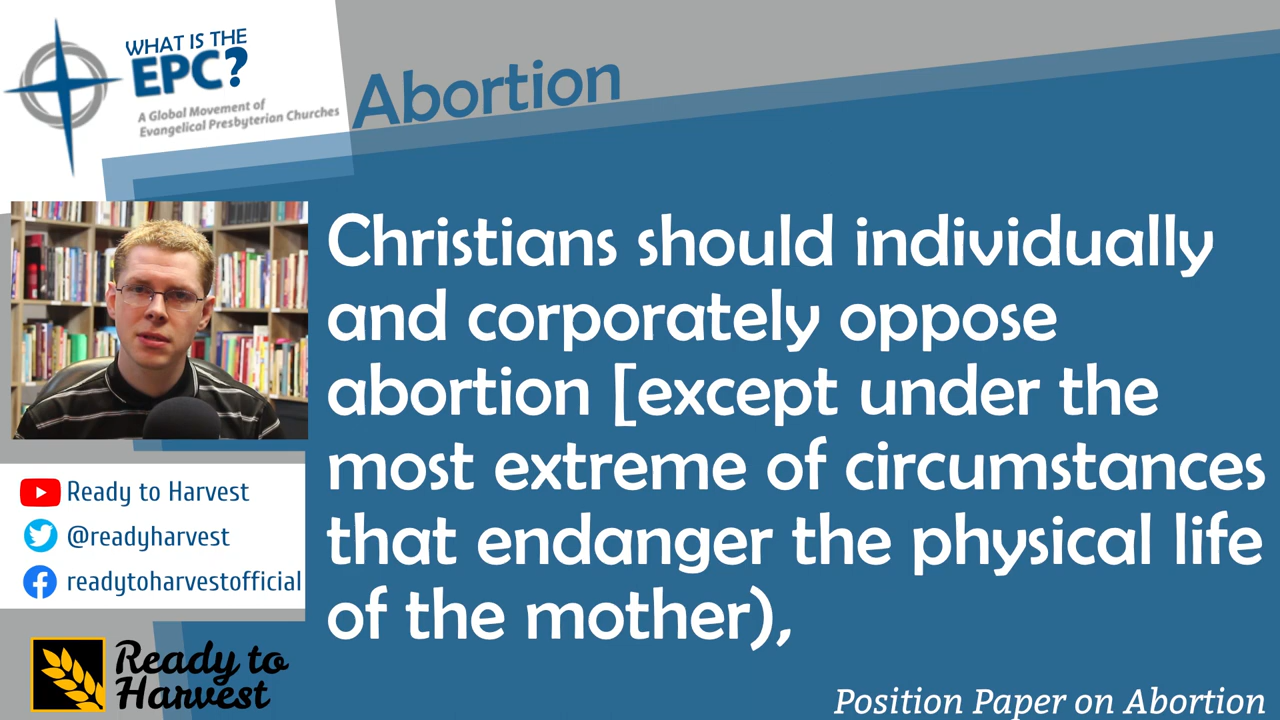 WHAT IS THE
EPC?
A Global Movement of
Evangelical Presbyterian Churches
Abortion
Christians should individually
and corporately oppose
abortion [except under the
most extreme of circumstances
that endanger the physical life
of the mother),
Ready to Harvest
@readyharvest
readytoharvestofficial
Ready to
Harvest
Position Paper on Abortion